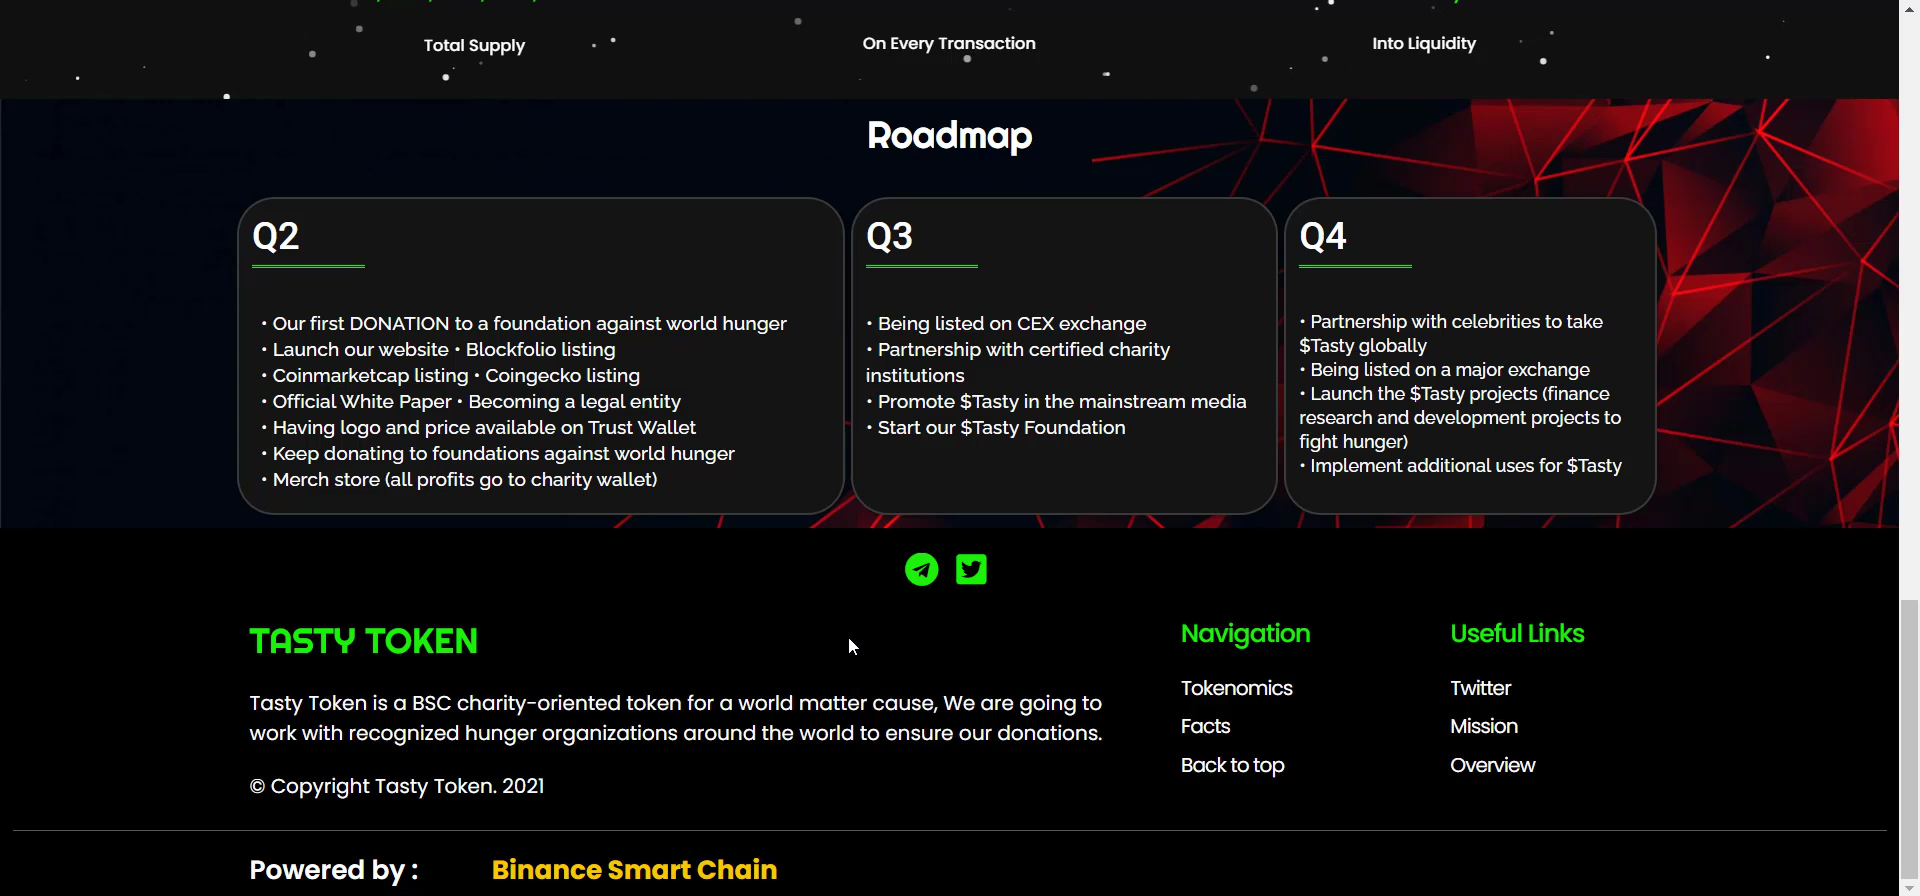 Total Supply
On Every Transaction
Into Liquidity
Roadmap
Q2
• Our first DONATION to a foundation against world hunger
• Launch our website • Blockfolio listing
• Coinmarketcap listing • Coingecko listing
• Official White Paper • Becoming a legal entity
• Having logo and price available on Trust Wallet
• Keep donating to foundations against world hunger
• Merch store (all profits go to charity wallet)
Q3
• Being listed on CEX exchange
• Partnership with certified charity
institutions
• Promote $Tasty in the mainstream media
• Start our $Tasty Foundation
Q4
• Partnership with celebrities to take
$Tasty globally
• Being listed on a major exchange
• Launch the $Tasty projects (finance
research and development projects to
fight hunger)
• Implement additional uses for $Tasty
TASTY TOKEN
Tasty Token is a BSC charity-oriented token for a world matter cause, We are going to
work with recognized hunger organizations around the world to ensure our donations.
© Copyright Tasty Token. 2021
Navigation
Tokenomics
Facts
Back to top
Useful Links
Twitter
Mission
Overview
Powered by : Binance Smart Chain